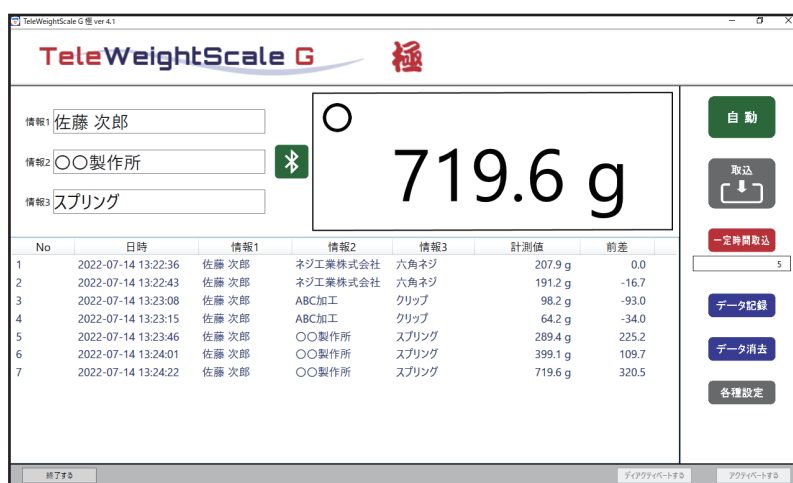 TeleWeightScale G 極 ver 4.1
TeleWeightScale G 極
情報1 佐藤 次郎
情報2 〇〇製作所
情報3 スプリング
○
719.6 g
自動
取込
一定時間取込
5
データ記録
データ消去
各種設定
No 日時 情報1 情報2 情報3 計測値 前差
1 2022-07-14 13:22:36 佐藤 次郎 ネジ工業株式会社 六角ネジ 207.9 g 0.0
2 2022-07-14 13:22:43 佐藤 次郎 ネジ工業株式会社 六角ネジ 191.2 g -16.7
3 2022-07-14 13:23:08 佐藤 次郎 ABC加工 クリップ 98.2 g -93.0
4 2022-07-14 13:23:15 佐藤 次郎 ABC加工 クリップ 64.2 g -34.0
5 2022-07-14 13:23:46 佐藤 次郎 〇〇製作所 スプリング 289.4 g 225.2
6 2022-07-14 13:24:01 佐藤 次郎 〇〇製作所 スプリング 399.1 g 109.7
7 2022-07-14 13:24:22 佐藤 次郎 〇〇製作所 スプリング 719.6 g 320.5
終了する
ディアクティベートする
アクティベートする